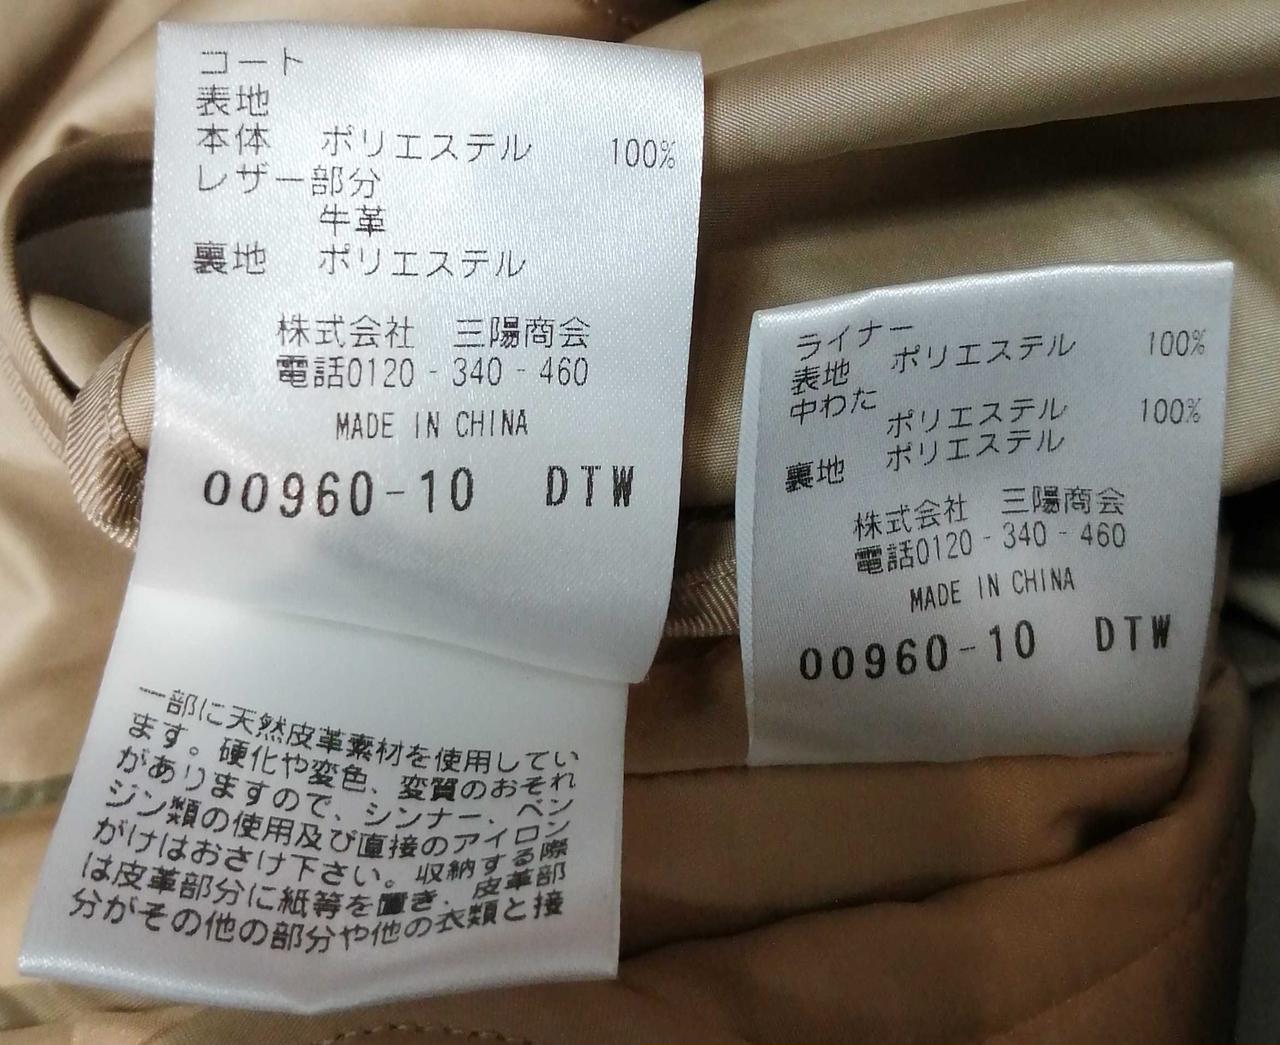 コート
表地
本体 ポリエステル 100%
レザー部分
牛革
裏地 ポリエステル
株式会社 三陽商会
電話0120-340-460
MADE IN CHINA
00960-10 DTW
一部に天然皮革素材を使用してい
ます。硬化や変色、変質のおそれ
がありますので、シンナー、ベン
ジン類の使用及び直接のアイロン
がけはおさけ下さい。収納する際
は皮革部分に紙等を置き、皮革部
分がその他の部分や他の衣類と接
ライナー
表地 ポリエステル 100%
中わた
ポリエステル 100%
裏地 ポリエステル
株式会社 三陽商会
電話0120-340-460
MADE IN CHINA
00960-10 DTW